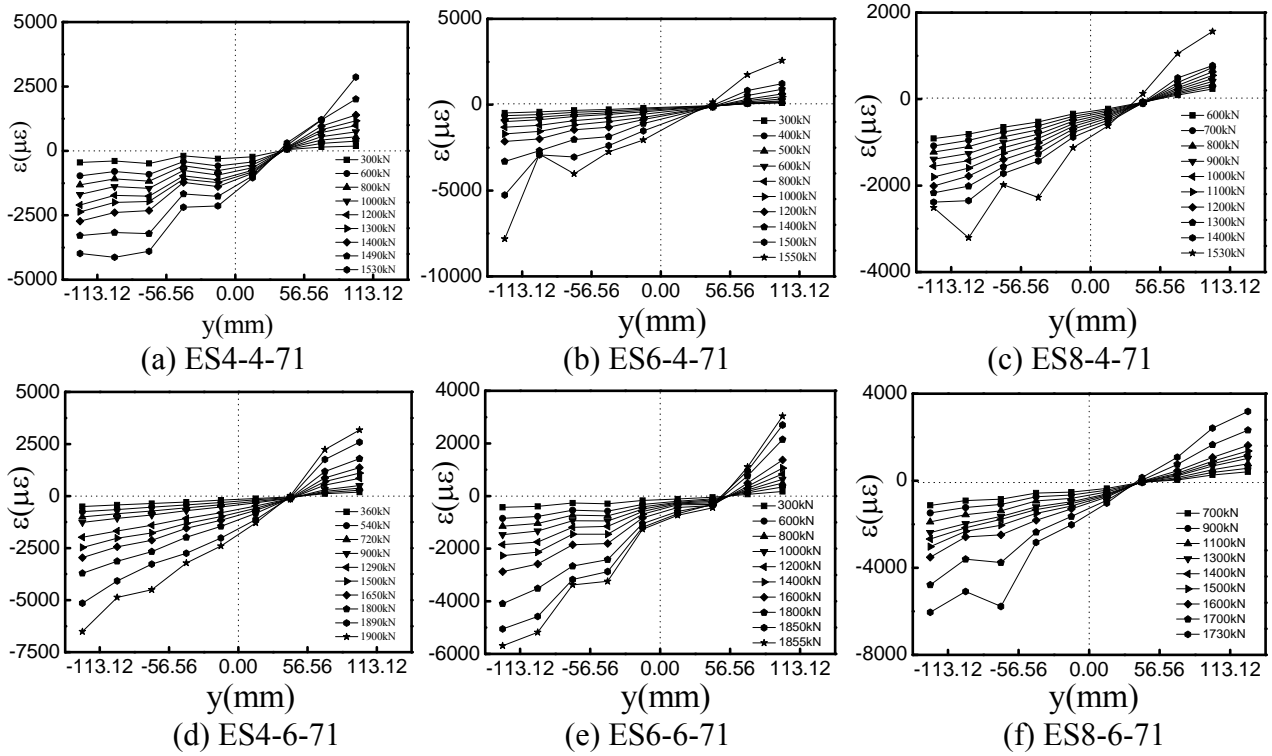 5000
2500
0
-2500
-5000
ε(με)
-113.12 -56.56 0.00 56.56 113.12
y(mm)
300kN
600kN
800kN
1000kN
1200kN
1300kN
1400kN
1490kN
1530kN
(a) ES4-4-71
5000
0
-5000
-10000
ε(με)
-113.12 -56.56 0.00 56.56 113.12
y(mm)
300kN
400kN
500kN
600kN
800kN
1000kN
1200kN
1400kN
1500kN
1550kN
(b) ES6-4-71
2000
0
-2000
-4000
ε(με)
-113.12 -56.56 0.00 56.56 113.12
y(mm)
600kN
700kN
800kN
900kN
1000kN
1100kN
1200kN
1300kN
1400kN
1530kN
(c) ES8-4-71
5000
2500
0
-2500
-5000
-7500
ε(με)
-113.12 -56.56 0.00 56.56 113.12
y(mm)
360kN
540kN
720kN
900kN
1290kN
1500kN
1650kN
1800kN
1890kN
1900kN
(d) ES4-6-71
4000
2000
0
-2000
-4000
-6000
ε(με)
-113.12 -56.56 0.00 56.56 113.12
y(mm)
300kN
600kN
800kN
1000kN
1200kN
1400kN
1600kN
1800kN
1850kN
1855kN
(e) ES6-6-71
8000
4000
0
-4000
-8000
ε(με)
-113.12 -56.56 0.00 56.56 113.12
y(mm)
700kN
900kN
1100kN
1300kN
1400kN
1500kN
1600kN
1700kN
1730kN
(f) ES8-6-71